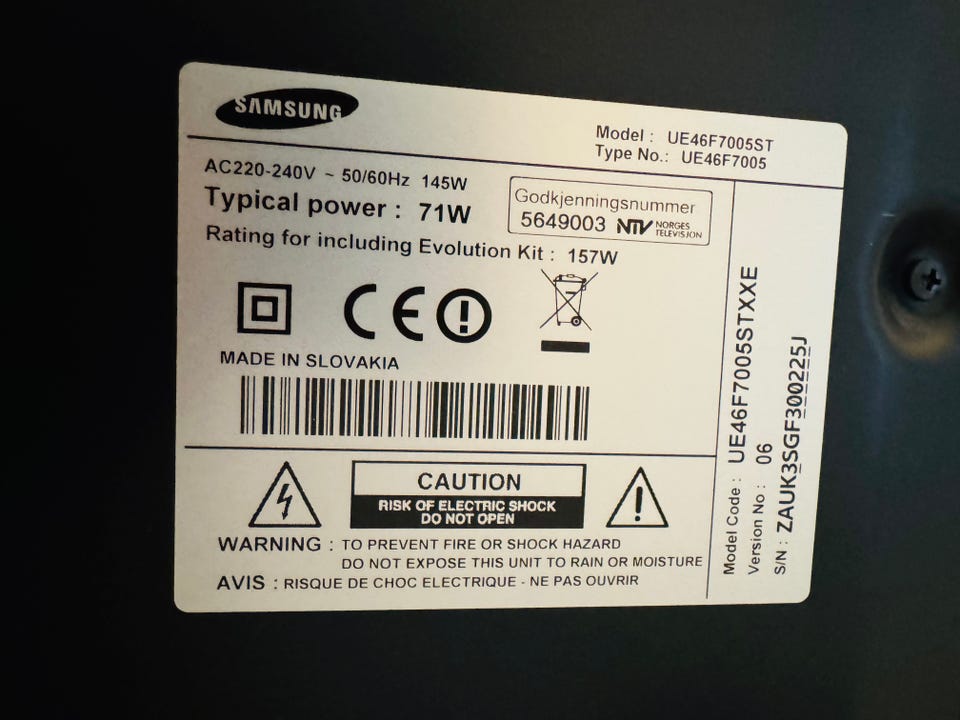 SAMSUNG
Model : UE46F7005ST
Type No.: UE46F7005
AC220-240V ~ 50/60Hz 145W
Typical power : 71W
Rating for including Evolution Kit : 157W
Godkjenningsnummer
5649003 NTV NORGES TELEVISJON
CE
MADE IN SLOVAKIA
CAUTION
RISK OF ELECTRIC SHOCK
DO NOT OPEN
WARNING : TO PREVENT FIRE OR SHOCK HAZARD
DO NOT EXPOSE THIS UNIT TO RAIN OR MOISTURE
AVIS : RISQUE DE CHOC ELECTRIQUE - NE PAS OUVRIR
Model Code : UE46F7005STXXE
Version No : 06
S/N : ZAUK3SGF300225J